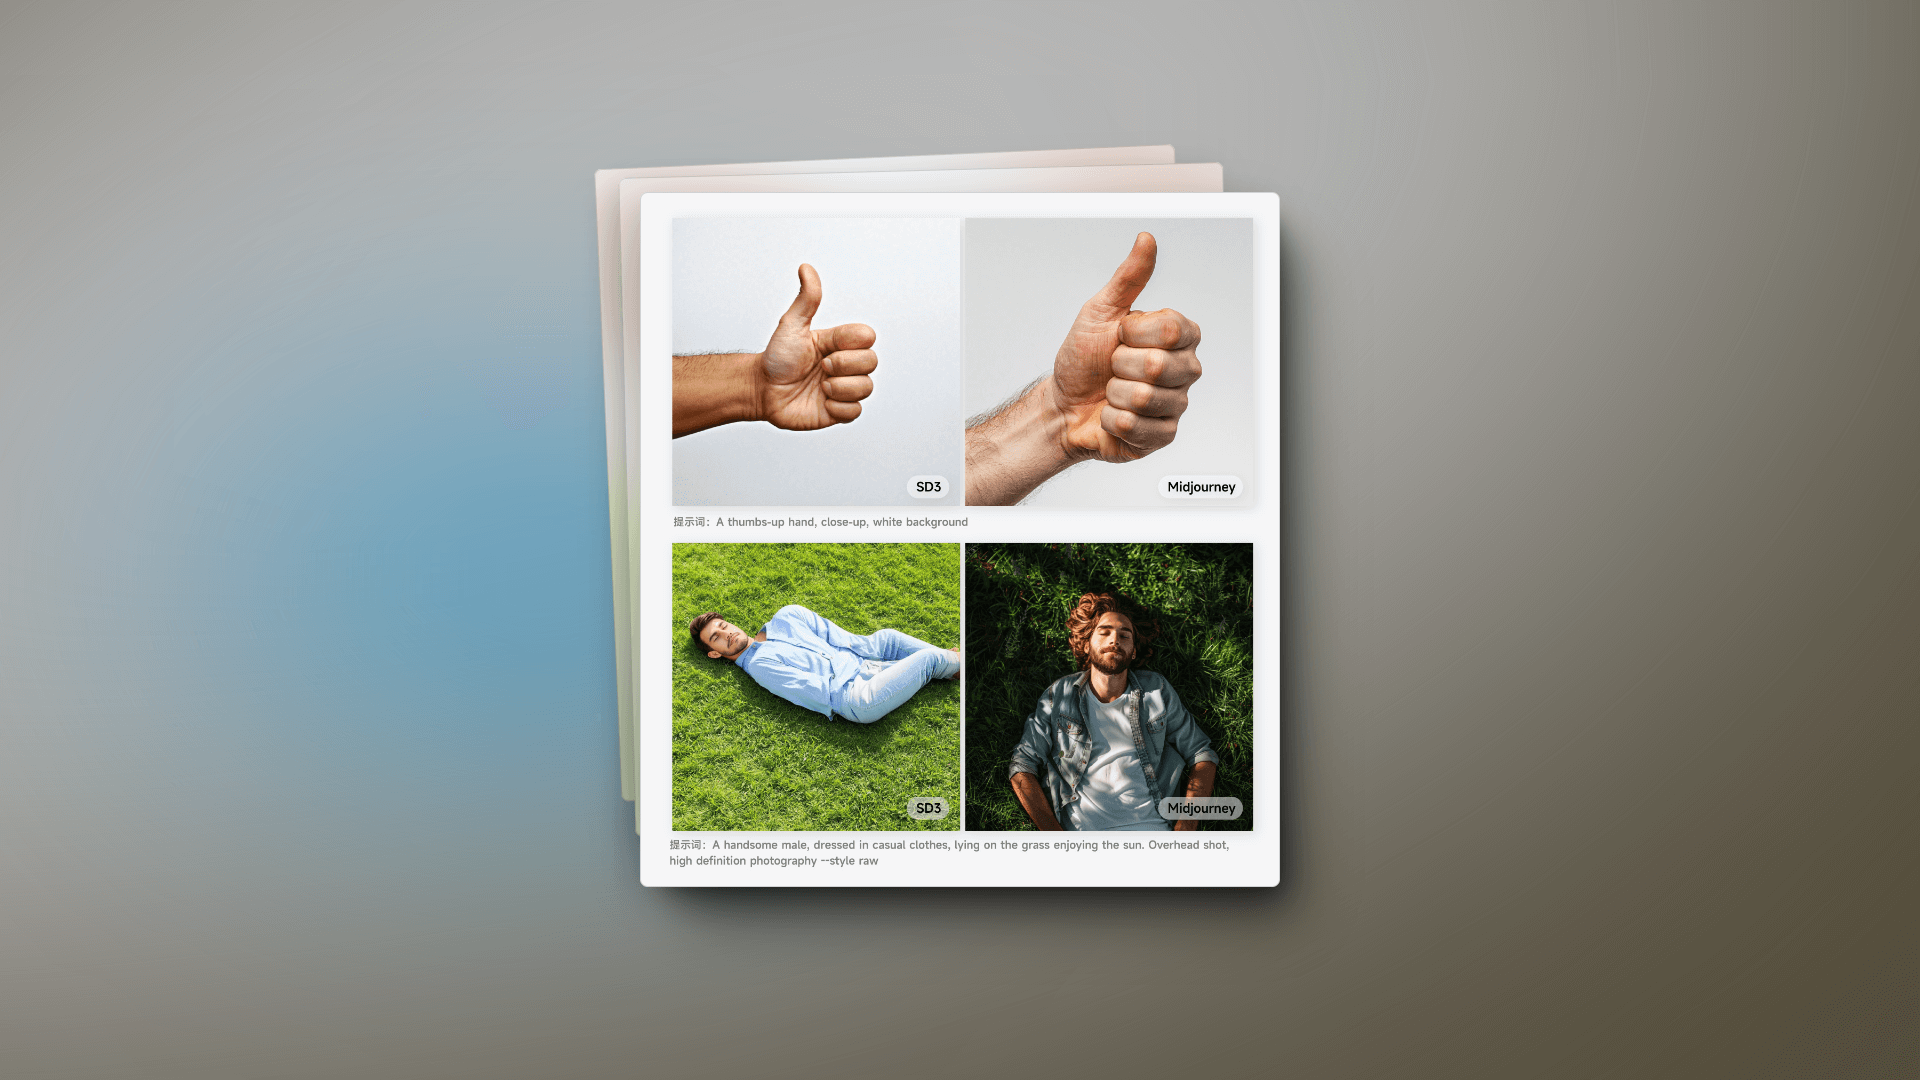 SD3
Midjourney
提示词：A thumbs-up hand, close-up, white background
SD3
Midjourney
提示词：A handsome male, dressed in casual clothes, lying on the grass enjoying the sun. Overhead shot,
high definition photography --style raw